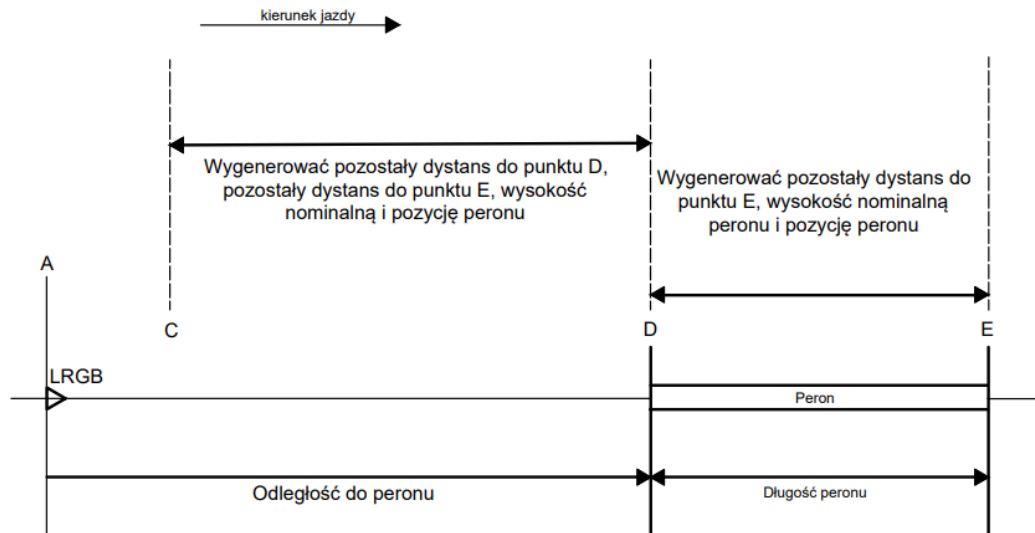 kierunek jazdy
Wygenerować pozostały dystans do punktu D,
pozostały dystans do punktu E, wysokość
nominalną i pozycję peronu
Wygenerować pozostały dystans do
punktu E, wysokość nominalną
peronu i pozycję peronu
A
C
D
E
LRGB
Peron
Odległość do peronu
Długość peronu